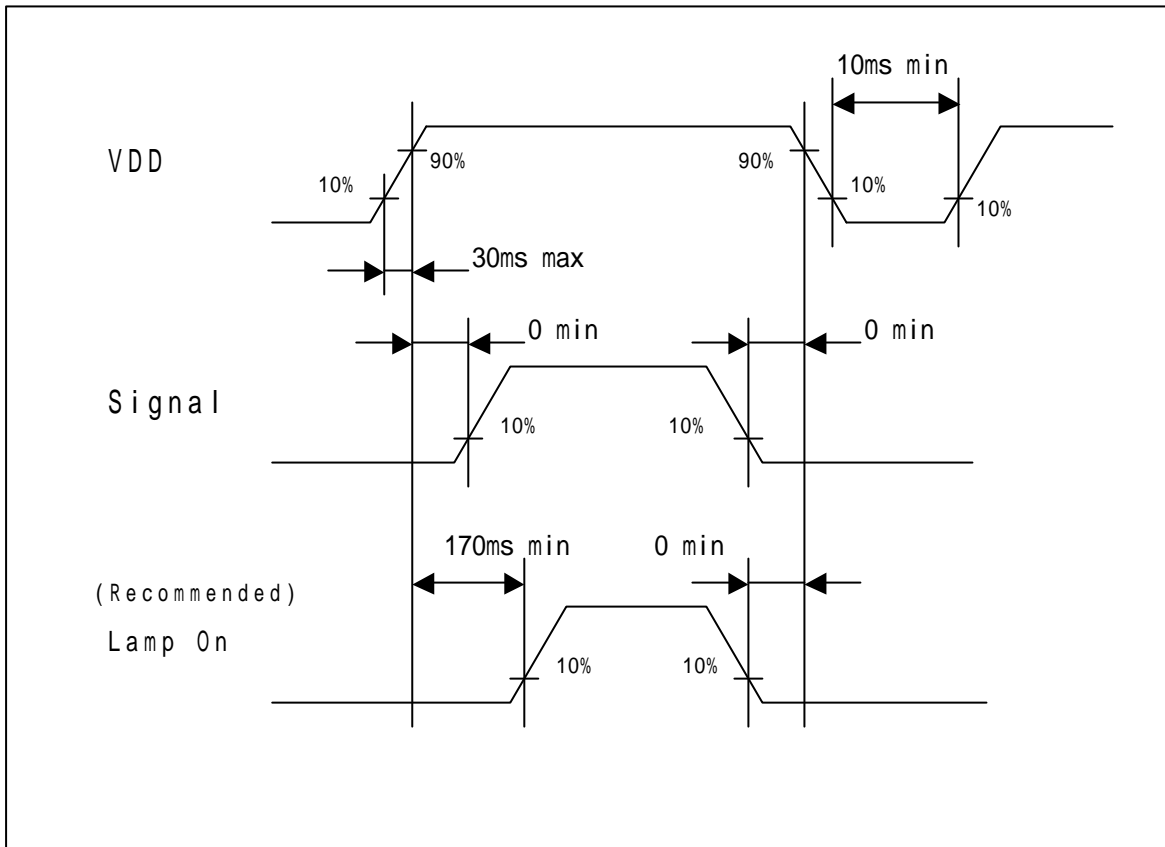 10ms min
VDD
90%
90%
10%
10%
10%
30ms max
0 min
0 min
Signal
10%
10%
170ms min
0 min
(Recommended)
Lamp On
10%
10%